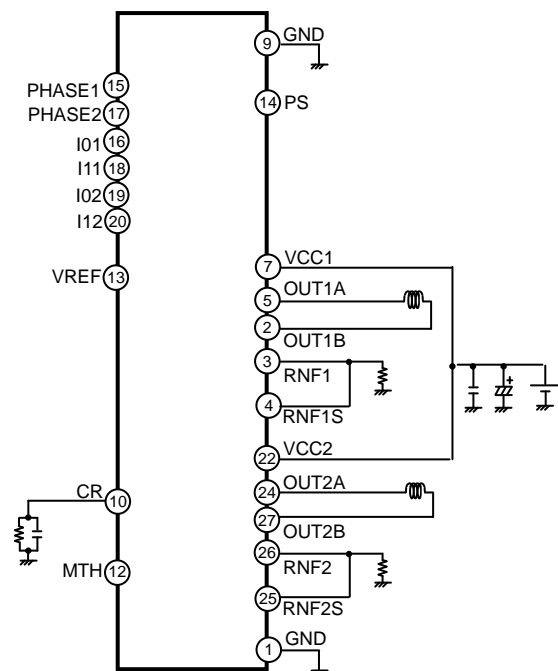 9 GND
15 PHASE1
14 PS
17 PHASE2
16 I01
18 I11
19 I02
20 I12
7 VCC1
13 VREF
5 OUT1A
2 OUT1B
3 RNF1
4 RNF1S
22 VCC2
24 OUT2A
10 CR
27 OUT2B
26 RNF2
12 MTH
25 RNF2S
1 GND
+